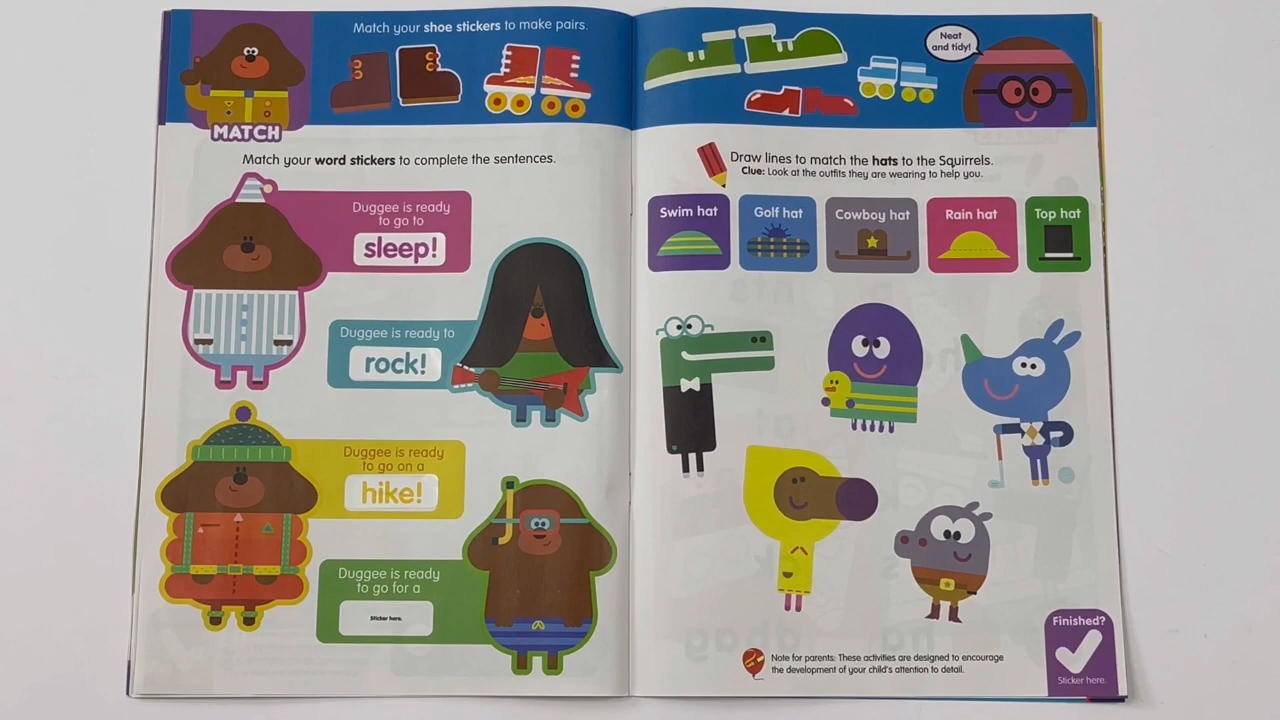 Match your shoe stickers to make pairs.
MATCH
Match your word stickers to complete the sentences.
Duggee is ready
to go to
sleep!
Duggee is ready to
rock!
Duggee is ready
to go on a
hike!
Duggee is ready
to go for a
Sticker here.
Neat
and tidy!
Draw lines to match the hats to the Squirrels.
Clue: Look at the outfits they are wearing to help you.
Swim hat
Golf hat
Cowboy hat
Rain hat
Top hat
Note for parents: These activities are designed to encourage
the development of your child's attention to detail.
Finished?
Sticker here.